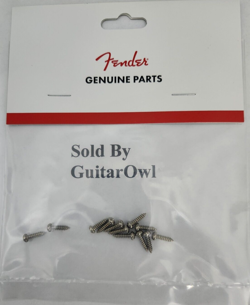 Fender
GENUINE PARTS
Sold By
GuitarOwl